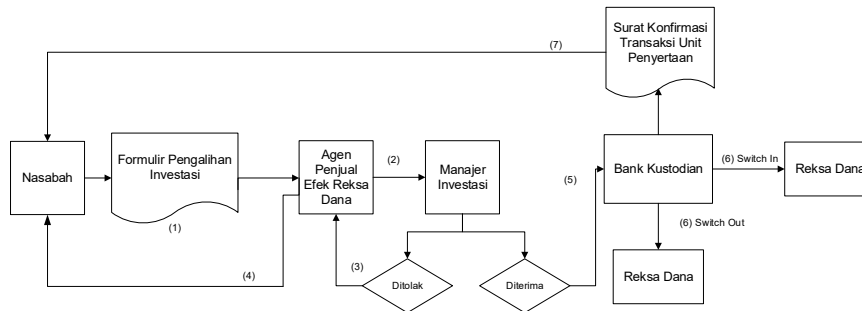 Surat Konfirmasi
Transaksi Unit
Penyertaan
(7)
Nasabah
Formulir Pengalihan
Investasi
(1)
Agen
Penjual
Efek Reksa
Dana
(2)
Manajer
Investasi
(5)
Bank Kustodian
(6) Switch In
Reksa Dana
(6) Switch Out
Reksa Dana
(4)
(3)
Ditolak
Diterima